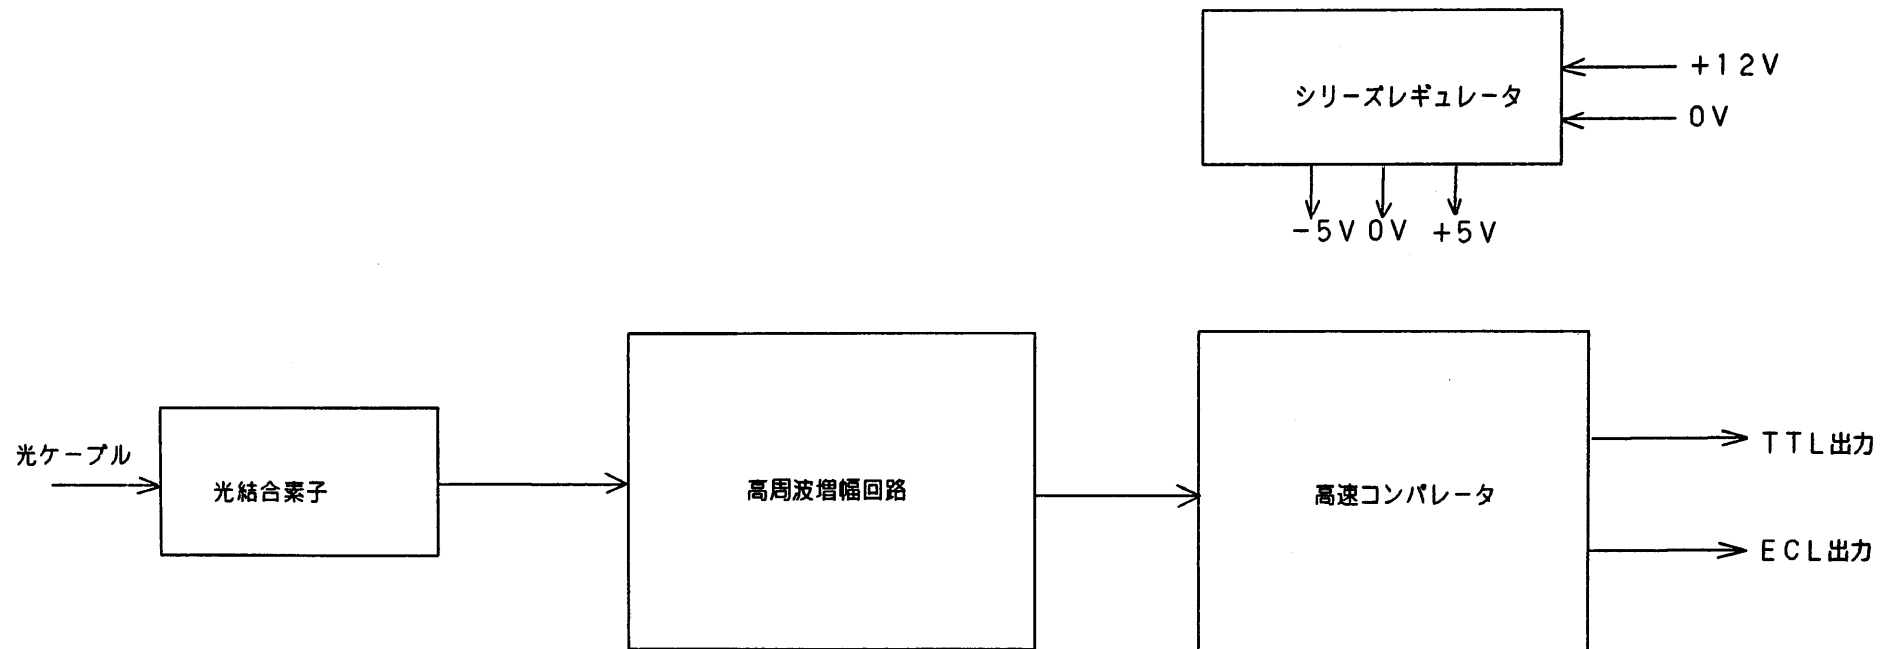 シリーズレギュレータ
+12V
0V
-5V 0V +5V
光ケーブル
光結合素子
高周波増幅回路
高速コンパレータ
TTL出力
ECL出力